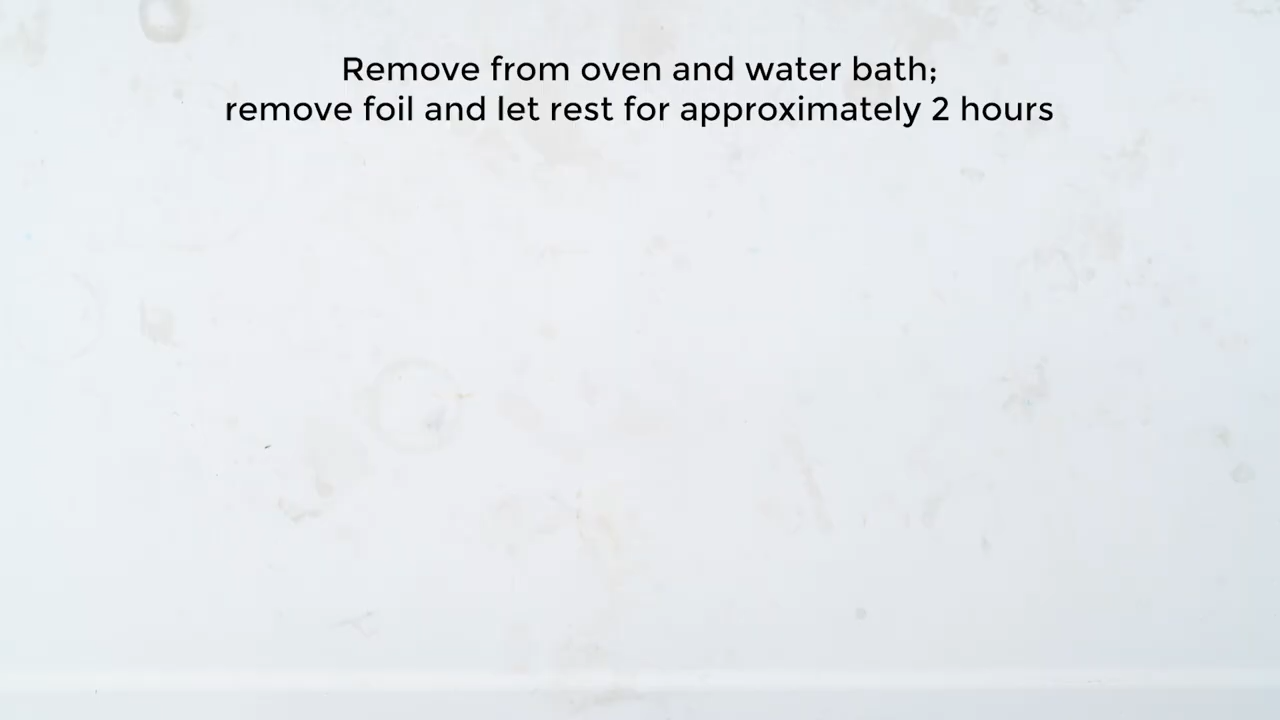 Remove from oven and water bath;
remove foil and let rest for approximately 2 hours